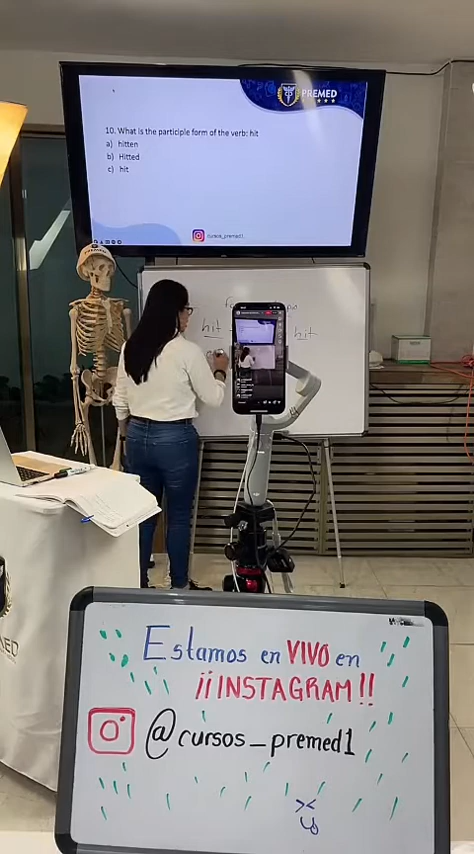 PREMED
10. What is the participle form of the verb: hit
a) hitten
b) Hitted
c) hit
cursos_premed1
hit hit
Estamos en VIVO en
¡¡INSTAGRAM!!
@cursos_premed1